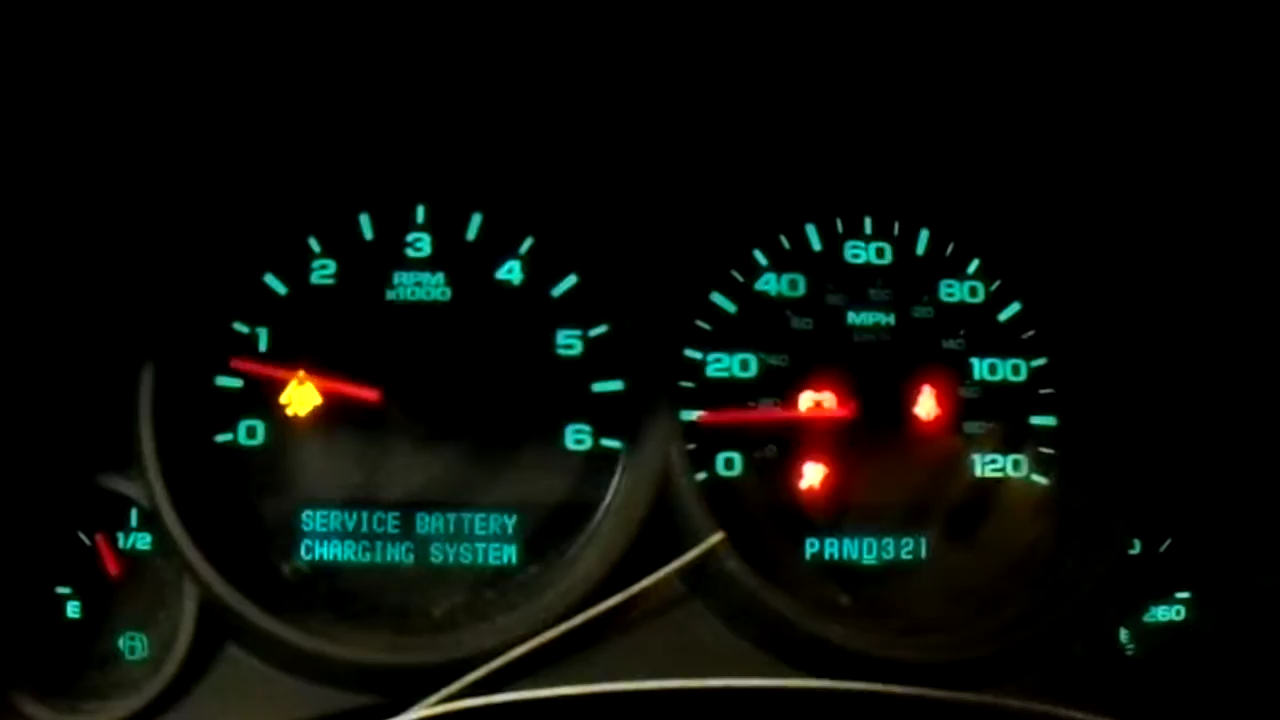 3
2
4
RPM
x1000
1
5
0
6
SERVICE BATTERY
CHARGING SYSTEM
1/2
E
60
40
80
MPH
20
100
0
120
PRND321
260